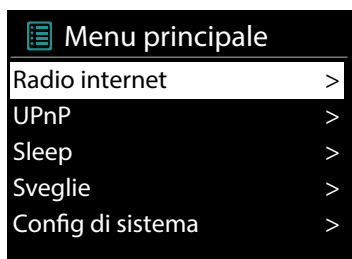 Menu principale
Radio internet >
UPnP >
Sleep >
Sveglie >
Config di sistema >